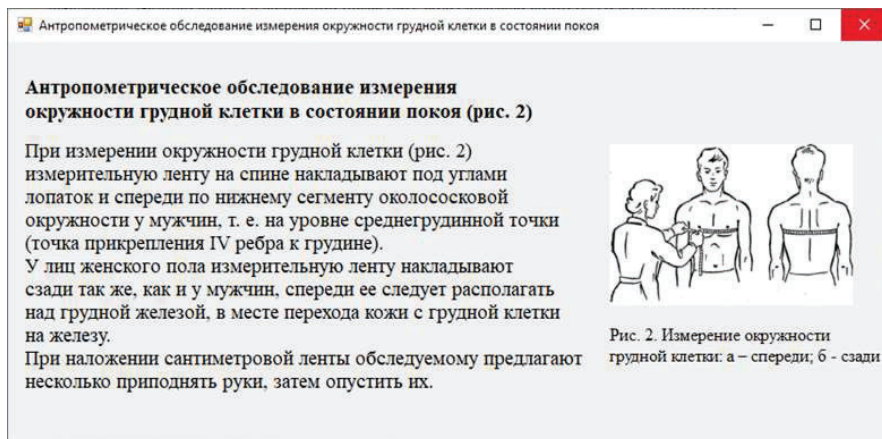 Антропометрическое обследование измерения окружности грудной клетки в состоянии покоя
Антропометрическое обследование измерения
окружности грудной клетки в состоянии покоя (рис. 2)
При измерении окружности грудной клетки (рис. 2)
измерительную ленту на спине накладывают под углами
лопаток и спереди по нижнему сегменту околососковой
окружности у мужчин, т. е. на уровне среднегрудинной точки
(точка прикрепления IV ребра к грудине).
У лиц женского пола измерительную ленту накладывают
сзади так же, как и у мужчин, спереди ее следует располагать
над грудной железой, в месте перехода кожи с грудной клетки
на железу.
При наложении сантиметровой ленты обследуемому предлагают
несколько приподнять руки, затем опустить их.
Рис. 2. Измерение окружности
грудной клетки: а – спереди; б - сзади